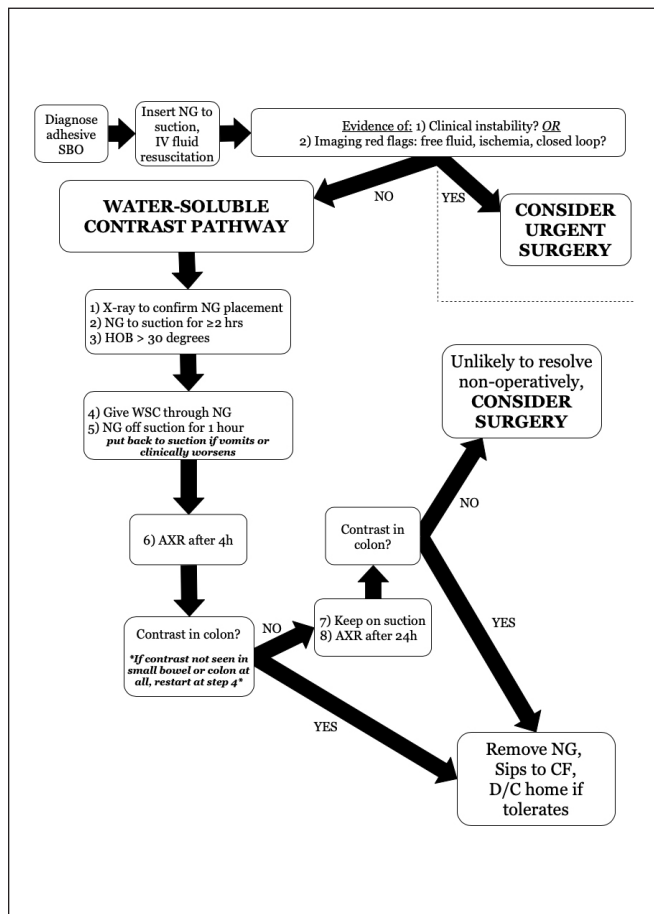 Diagnose
adhesive
SBO
Insert NG to
suction,
IV fluid
resuscitation
Evidence of: 1) Clinical instability? OR
2) Imaging red flags: free fluid, ischemia, closed loop?
NO
YES
WATER-SOLUBLE
CONTRAST PATHWAY
CONSIDER
URGENT
SURGERY
1) X-ray to confirm NG placement
2) NG to suction for ≥2 hrs
3) HOB > 30 degrees
4) Give WSC through NG
5) NG off suction for 1 hour
put back to suction if vomits or
clinically worsens
6) AXR after 4h
Contrast in colon?
*If contrast not seen in
small bowel or colon at
all, restart at step 4*
NO
YES
7) Keep on suction
8) AXR after 24h
Contrast in
colon?
NO
YES
Unlikely to resolve
non-operatively,
CONSIDER
SURGERY
Remove NG,
Sips to CF,
D/C home if
tolerates